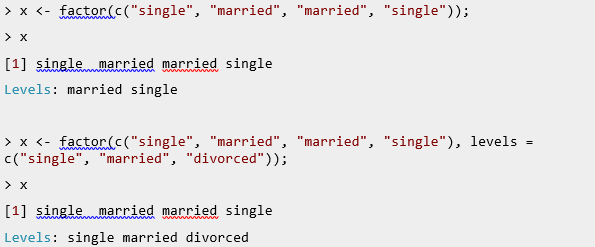 > x <- factor(c("single", "married", "married", "single"));
> x
[1] single  married married single
Levels: married single
> x <- factor(c("single", "married", "married", "single"), levels =
c("single", "married", "divorced"));
> x
[1] single  married married single
Levels: single married divorced